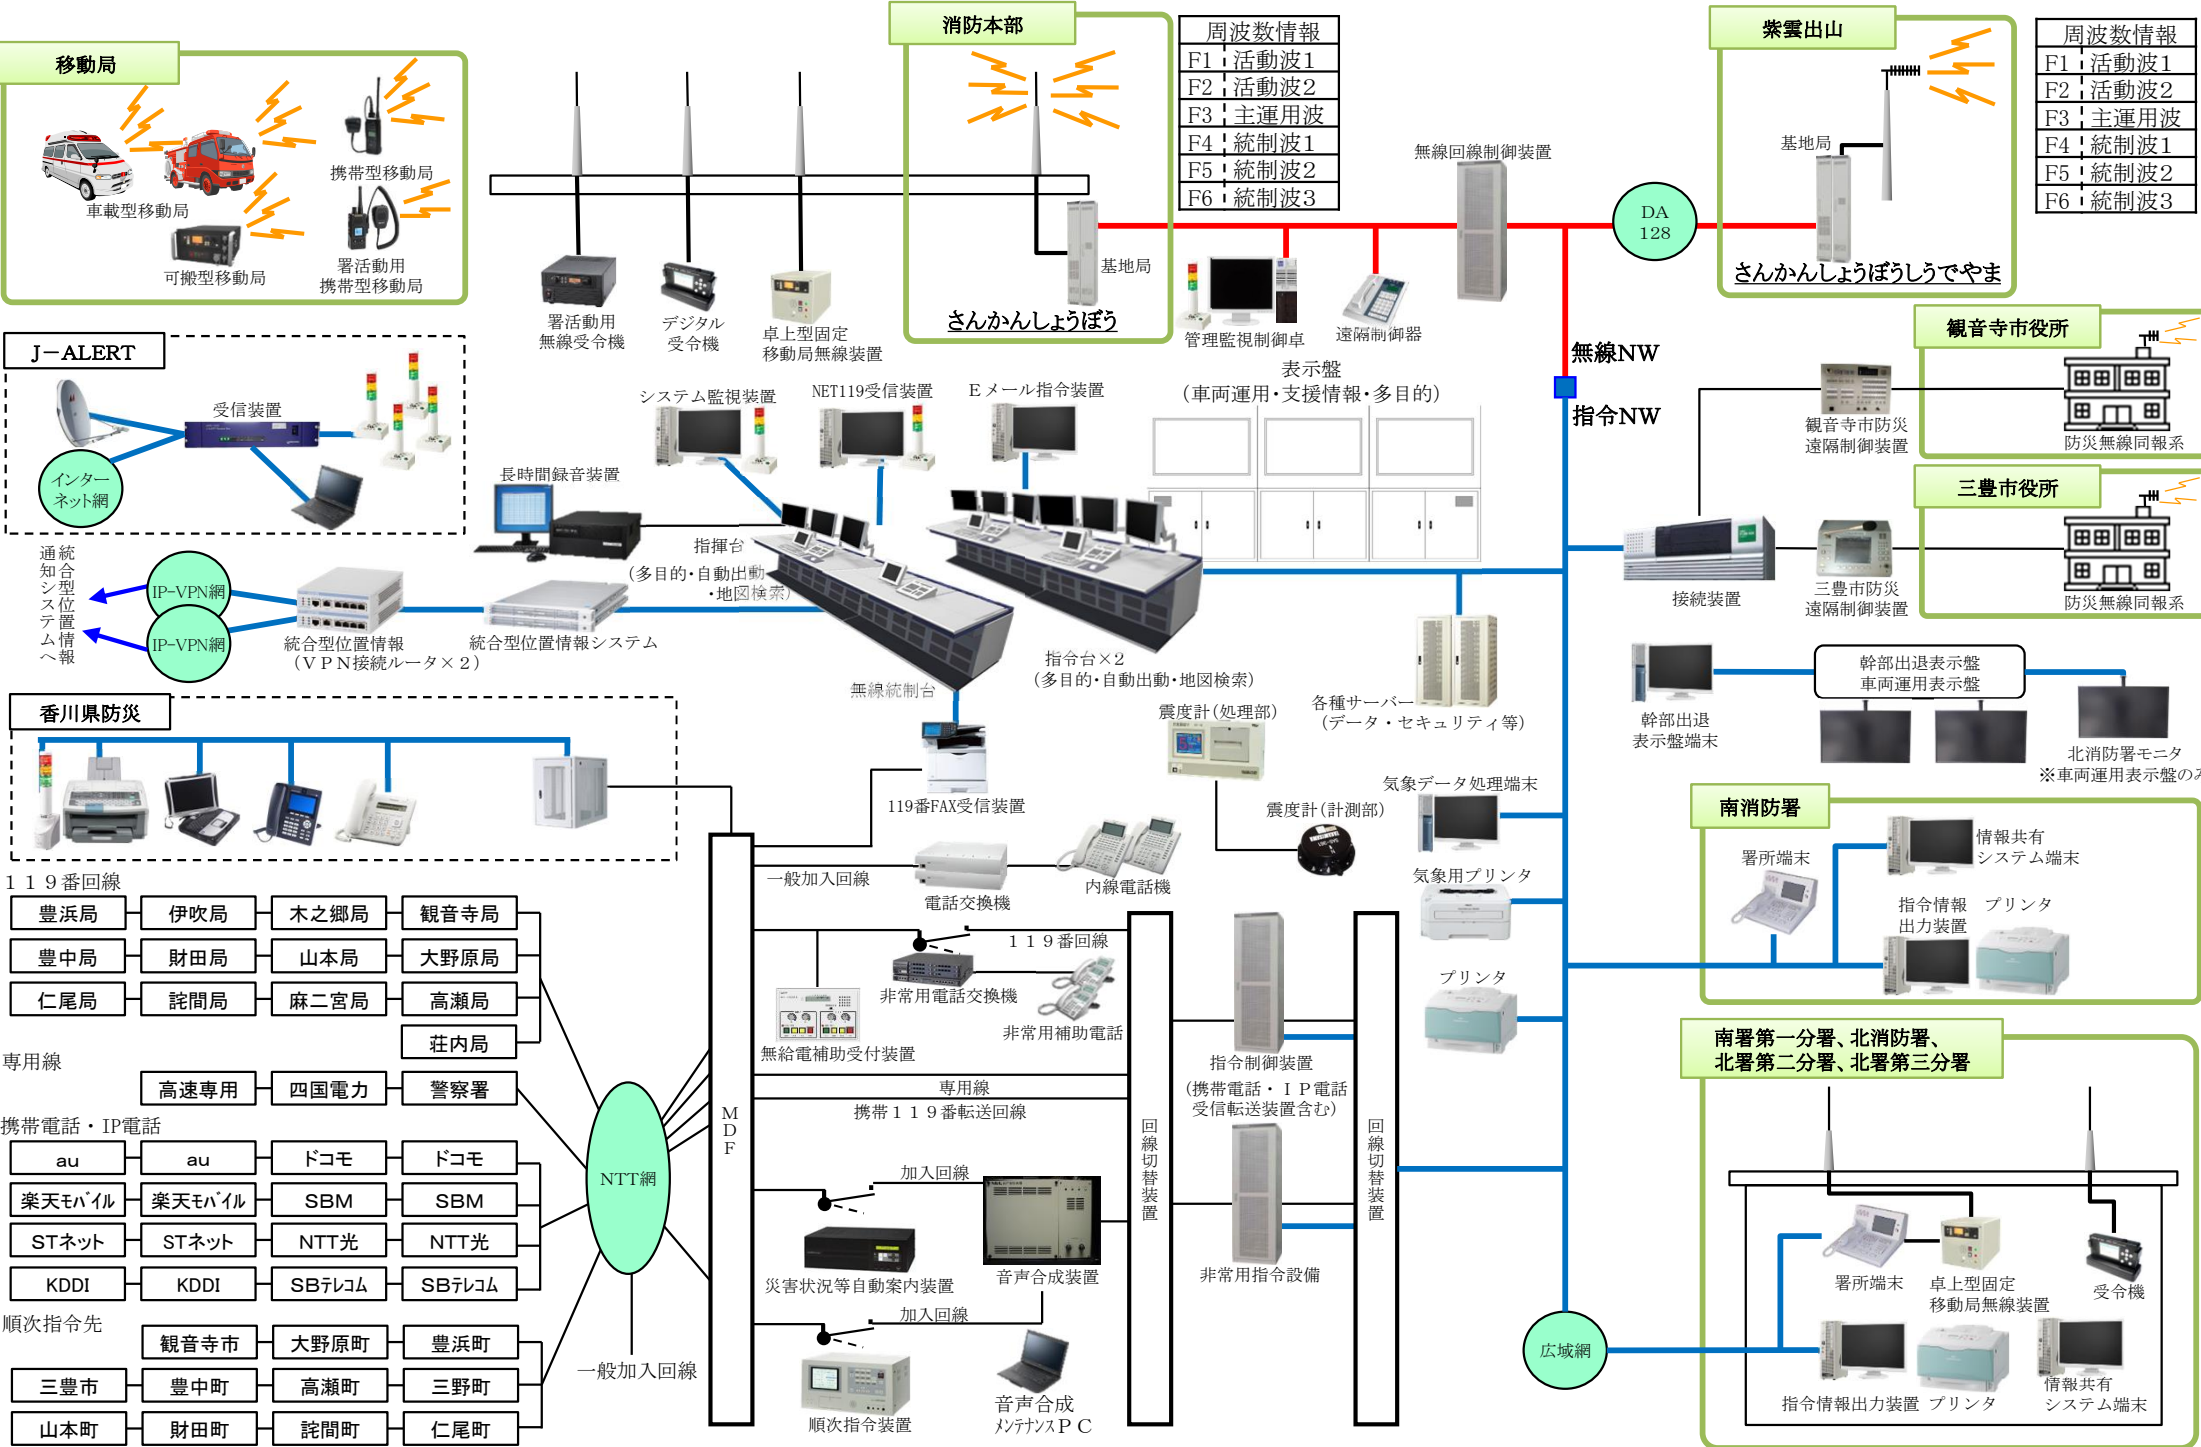 移動局
車載型移動局
携帯型移動局
可搬型移動局
署活動用
携帯型移動局
消防本部
基地局
さんかんしょうぼう
署活動用
無線受令機
デジタル
受令機
卓上型固定
移動局無線装置
周波数情報
F1 活動波1
F2 活動波2
F3 主運用波
F4 統制波1
F5 統制波2
F6 統制波3
管理監視制御卓
遠隔制御器
無線回線制御装置
DA
128
紫雲出山
基地局
さんかんしょうぼうしうでやま
周波数情報
F1 活動波1
F2 活動波2
F3 主運用波
F4 統制波1
F5 統制波2
F6 統制波3
無線NW
指令NW
J－ALERT
受信装置
インター
ネット網
システム監視装置
NET119受信装置
Eメール指令装置
表示盤
（車両運用・支援情報・多目的）
長時間録音装置
指揮台
（多目的・自動出動
・地図検索）
無線統制台
指令台×2
（多目的・自動出動・地図検索）
統合型位置情報
通知システムへ
IP-VPN網
IP-VPN網
統合型位置情報
（VPN接続ルータ×2）
統合型位置情報システム
各種サーバー
（データ・セキュリティ等）
観音寺市役所
観音寺市防災
遠隔制御装置
防災無線同報系
三豊市役所
接続装置
三豊市防災
遠隔制御装置
防災無線同報系
幹部出退
表示盤端末
幹部出退表示盤
車両運用表示盤
北消防署モニタ
※車両運用表示盤のみ
香川県防災
119番FAX受信装置
震度計(処理部)
震度計(計測部)
気象データ処理端末
気象用プリンタ
プリンタ
一般加入回線
電話交換機
内線電話機
119番回線
非常用電話交換機
非常用補助電話
無給電補助受付装置
専用線
携帯119番転送回線
加入回線
災害状況等自動案内装置
音声合成装置
加入回線
順次指令装置
音声合成
メンテナンスPC
MDF
回線切替装置
指令制御装置
(携帯電話・IP電話
受信転送装置含む)
非常用指令設備
回線切替装置
南消防署
署所端末
情報共有
システム端末
指令情報
出力装置
プリンタ
南署第一分署、北消防署、
北署第二分署、北署第三分署
署所端末
卓上型固定
移動局無線装置
受令機
指令情報出力装置
プリンタ
情報共有
システム端末
広域網
119番回線
豊浜局 伊吹局 木之郷局 観音寺局
豊中局 財田局 山本局 大野原局
仁尾局 詫間局 麻二宮局 高瀬局
荘内局
専用線
高速専用 四国電力 警察署
携帯電話・IP電話
au au ドコモ ドコモ
楽天モバイル 楽天モバイル SBM SBM
STネット STネット NTT光 NTT光
KDDI KDDI SBテレコム SBテレコム
順次指令先
観音寺市 大野原町 豊浜町
三豊市 豊中町 高瀬町 三野町
山本町 財田町 詫間町 仁尾町
NTT網
一般加入回線